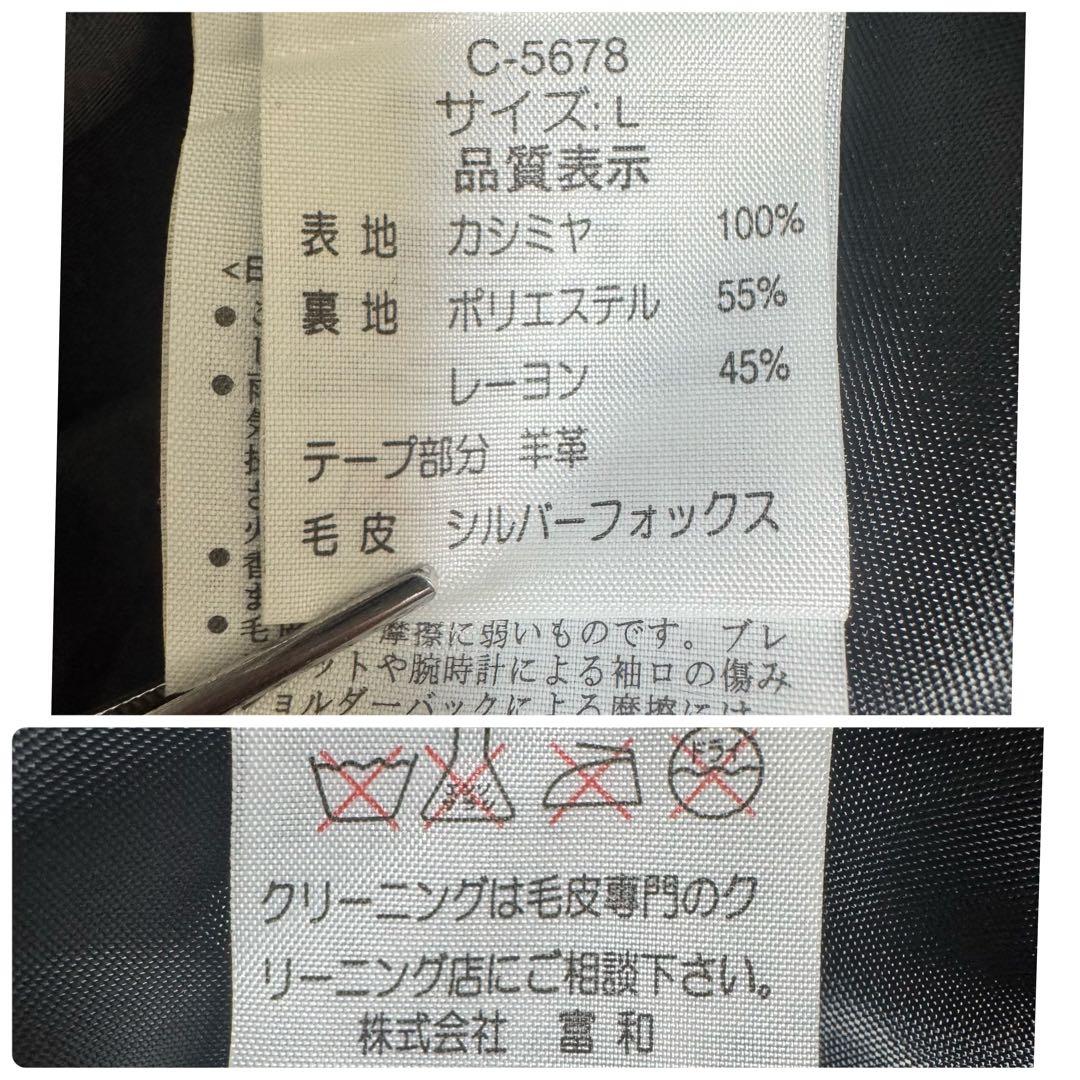 C-5678
サイズ: L
品質表示
表地 カシミヤ 100%
裏地 ポリエステル 55%
レーヨン 45%
テープ部分 羊革
毛皮 シルバーフォックス
摩擦に弱いものです。ブレ
ットや腕時計による袖口の傷み
ョルダーバックによる摩擦には
ドライ
クリーニングは毛皮専門のク
リーニング店にご相談下さい。
株式会社 富和